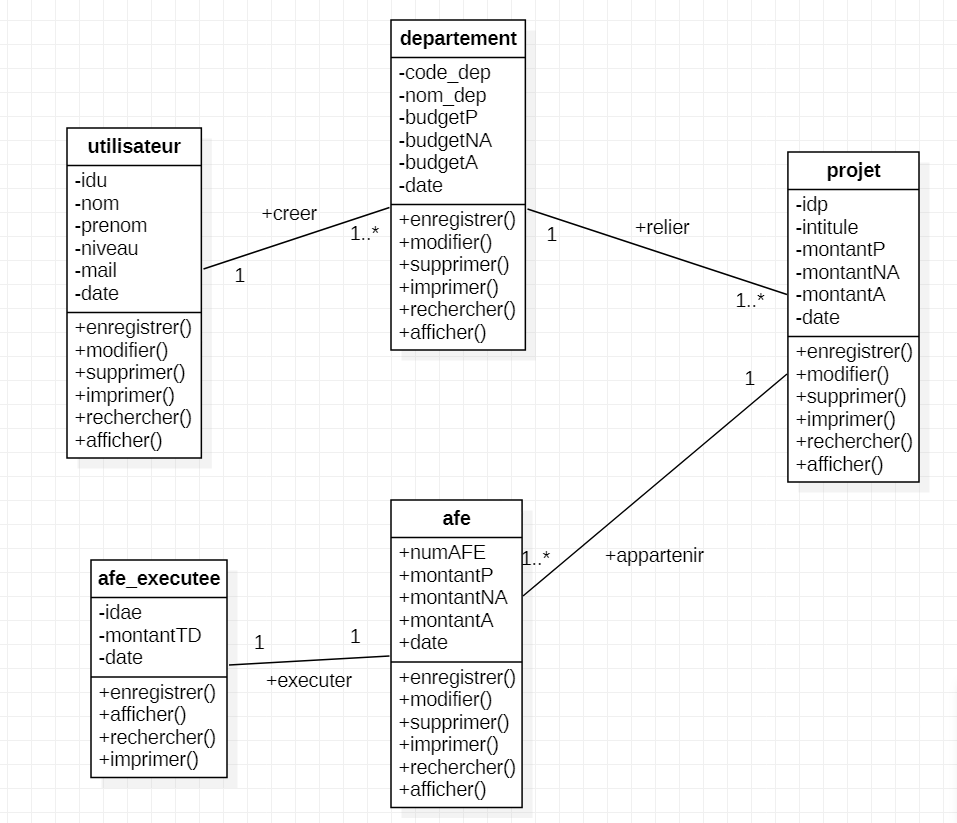 departement
-code_dep
-nom_dep
-budgetP
-budgetNA
-budgetA
-date
+enregistrer()
+modifier()
+supprimer()
+imprimer()
+rechercher()
+afficher()
utilisateur
-idu
-nom
-prenom
-niveau
-mail
-date
+enregistrer()
+modifier()
+supprimer()
+imprimer()
+rechercher()
+afficher()
+creer
1..*
1
projet
-idp
-intitule
-montantP
-montantNA
-montantA
-date
+enregistrer()
+modifier()
+supprimer()
+imprimer()
+rechercher()
+afficher()
+relier
1
1..*
1
1..*
+appartenir
afe
+numAFE
+montantP
+montantNA
+montantA
+date
+enregistrer()
+modifier()
+supprimer()
+imprimer()
+rechercher()
+afficher()
afe_executee
-idae
-montantTD
-date
+enregistrer()
+afficher()
+rechercher()
+imprimer()
1
1
+executer